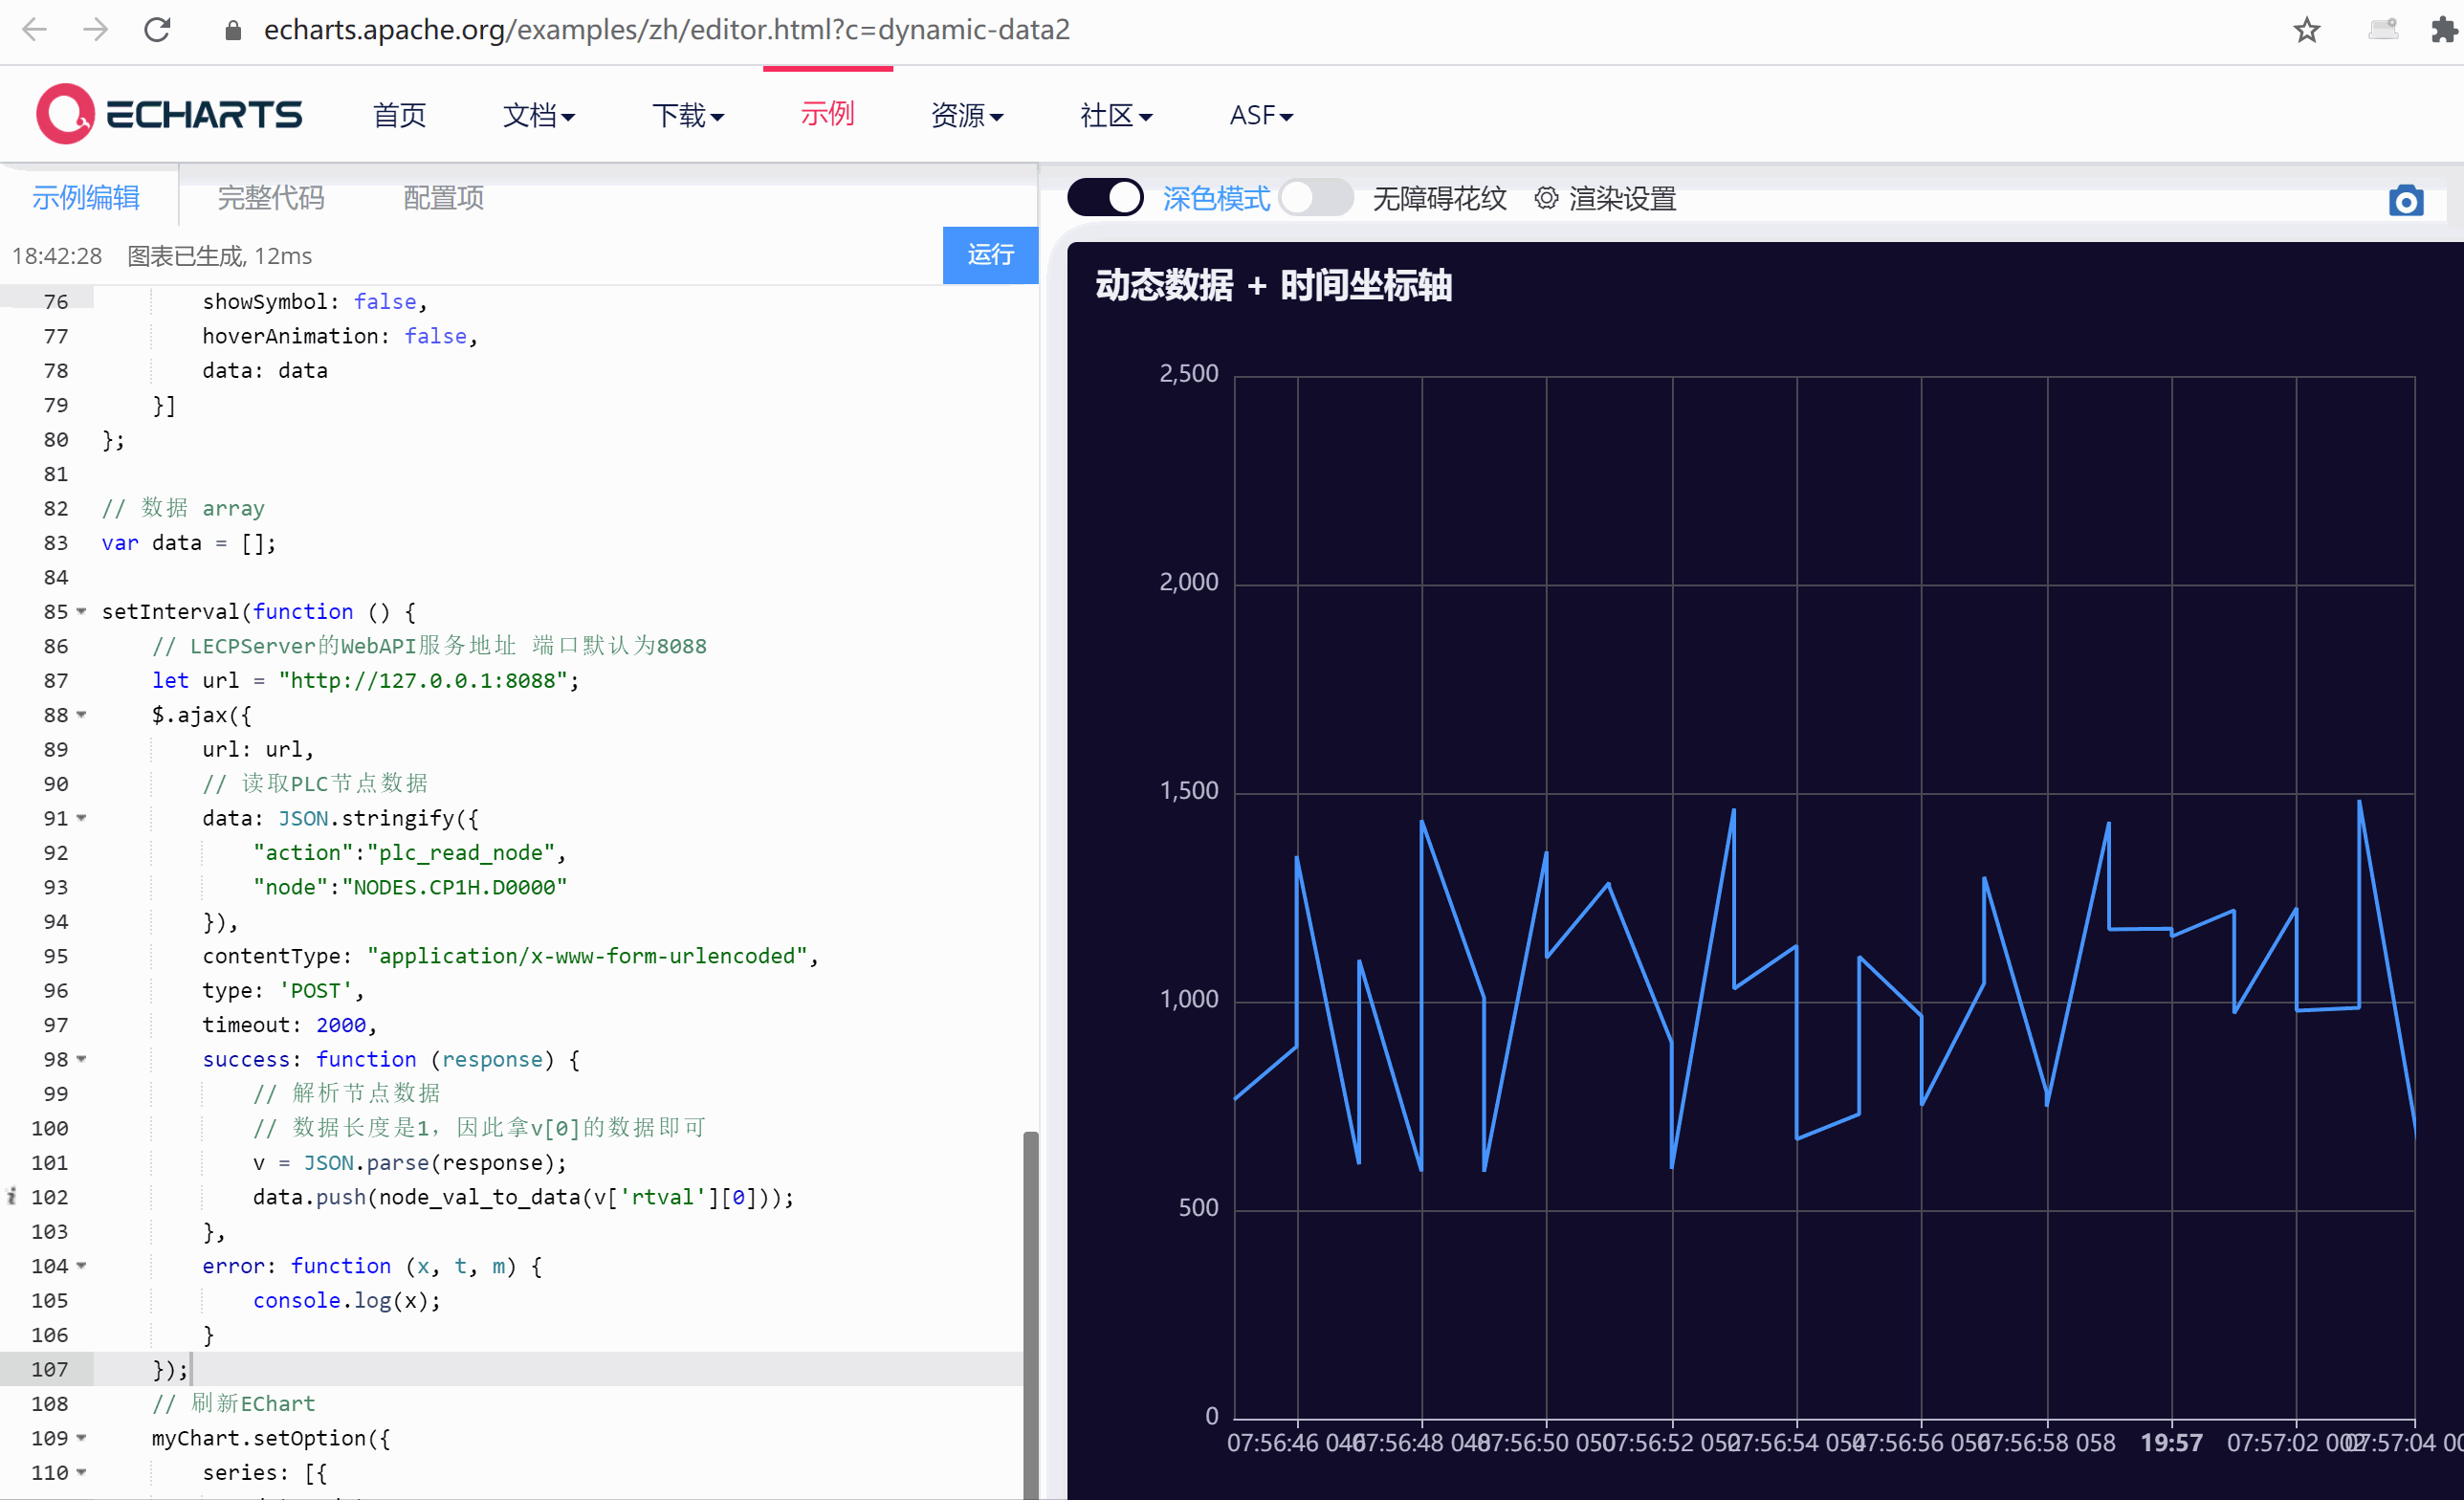 echarts.apache.org/examples/zh/editor.html?c=dynamic-data2
ECHARTS 首页 文档 下载 示例 资源 社区 ASF
示例编辑 完整代码 配置项
18:42:28 图表已生成, 12ms 运行
76 showSymbol: false,
77 hoverAnimation: false,
78 data: data
79 }]
80 };
81
82 // 数据 array
83 var data = [];
84
85 setInterval(function () {
86 // LECPServer的WebAPI服务地址 端口默认为8088
87 let url = "http://127.0.0.1:8088";
88 $.ajax({
89 url: url,
90 // 读取PLC节点数据
91 data: JSON.stringify({
92 "action":"plc_read_node",
93 "node":"NODES.CP1H.D0000"
94 }),
95 contentType: "application/x-www-form-urlencoded",
96 type: 'POST',
97 timeout: 2000,
98 success: function (response) {
99 // 解析节点数据
100 // 数据长度是1，因此拿v[0]的数据即可
101 v = JSON.parse(response);
i 102 data.push(node_val_to_data(v['rtval'][0]));
103 },
104 error: function (x, t, m) {
105 console.log(x);
106 }
107 });
108 // 刷新EChart
109 myChart.setOption({
110 series: [{
深色模式 无障碍花纹 渲染设置
动态数据 + 时间坐标轴
2,500
2,000
1,500
1,000
500
0
07:56:46 07:56:48 07:56:50 07:56:52 07:56:54 07:56:56 07:56:58 058 19:57 07:57:02 07:57:04